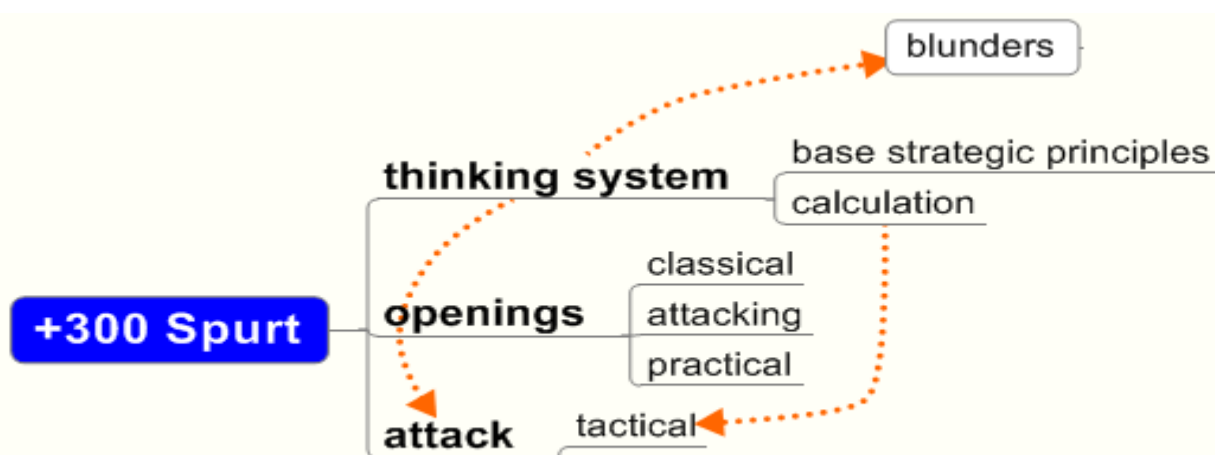 blunders
thinking system
base strategic principles
calculation
+300 Spurt
openings
classical
attacking
practical
attack
tactical